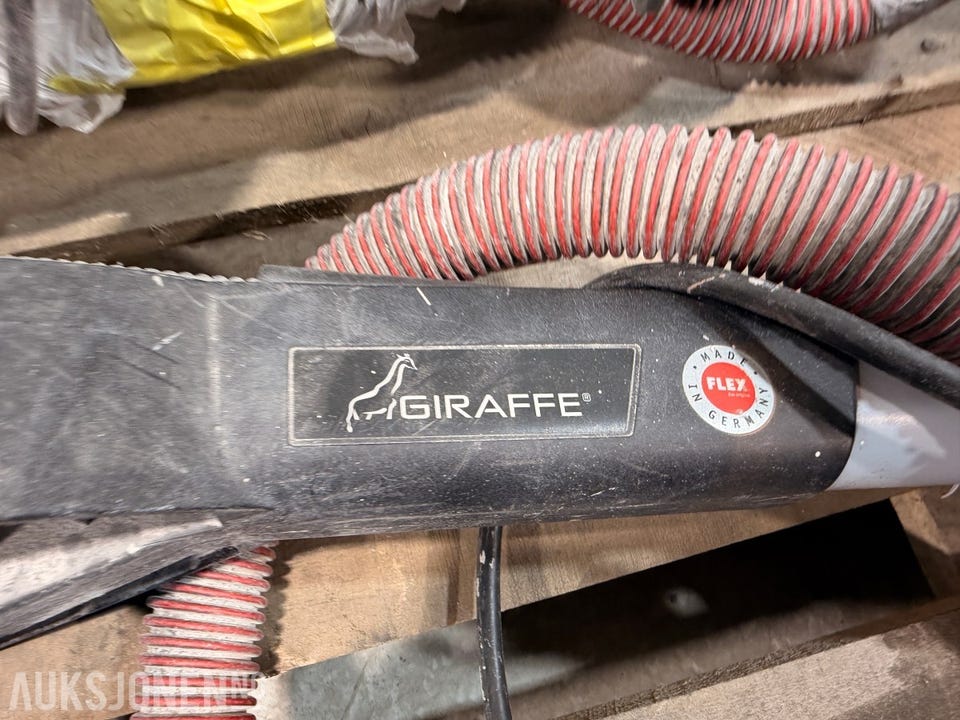 GIRAFFE®
MADE
IN GERMANY
FLEX
AUKSJONEN.NO